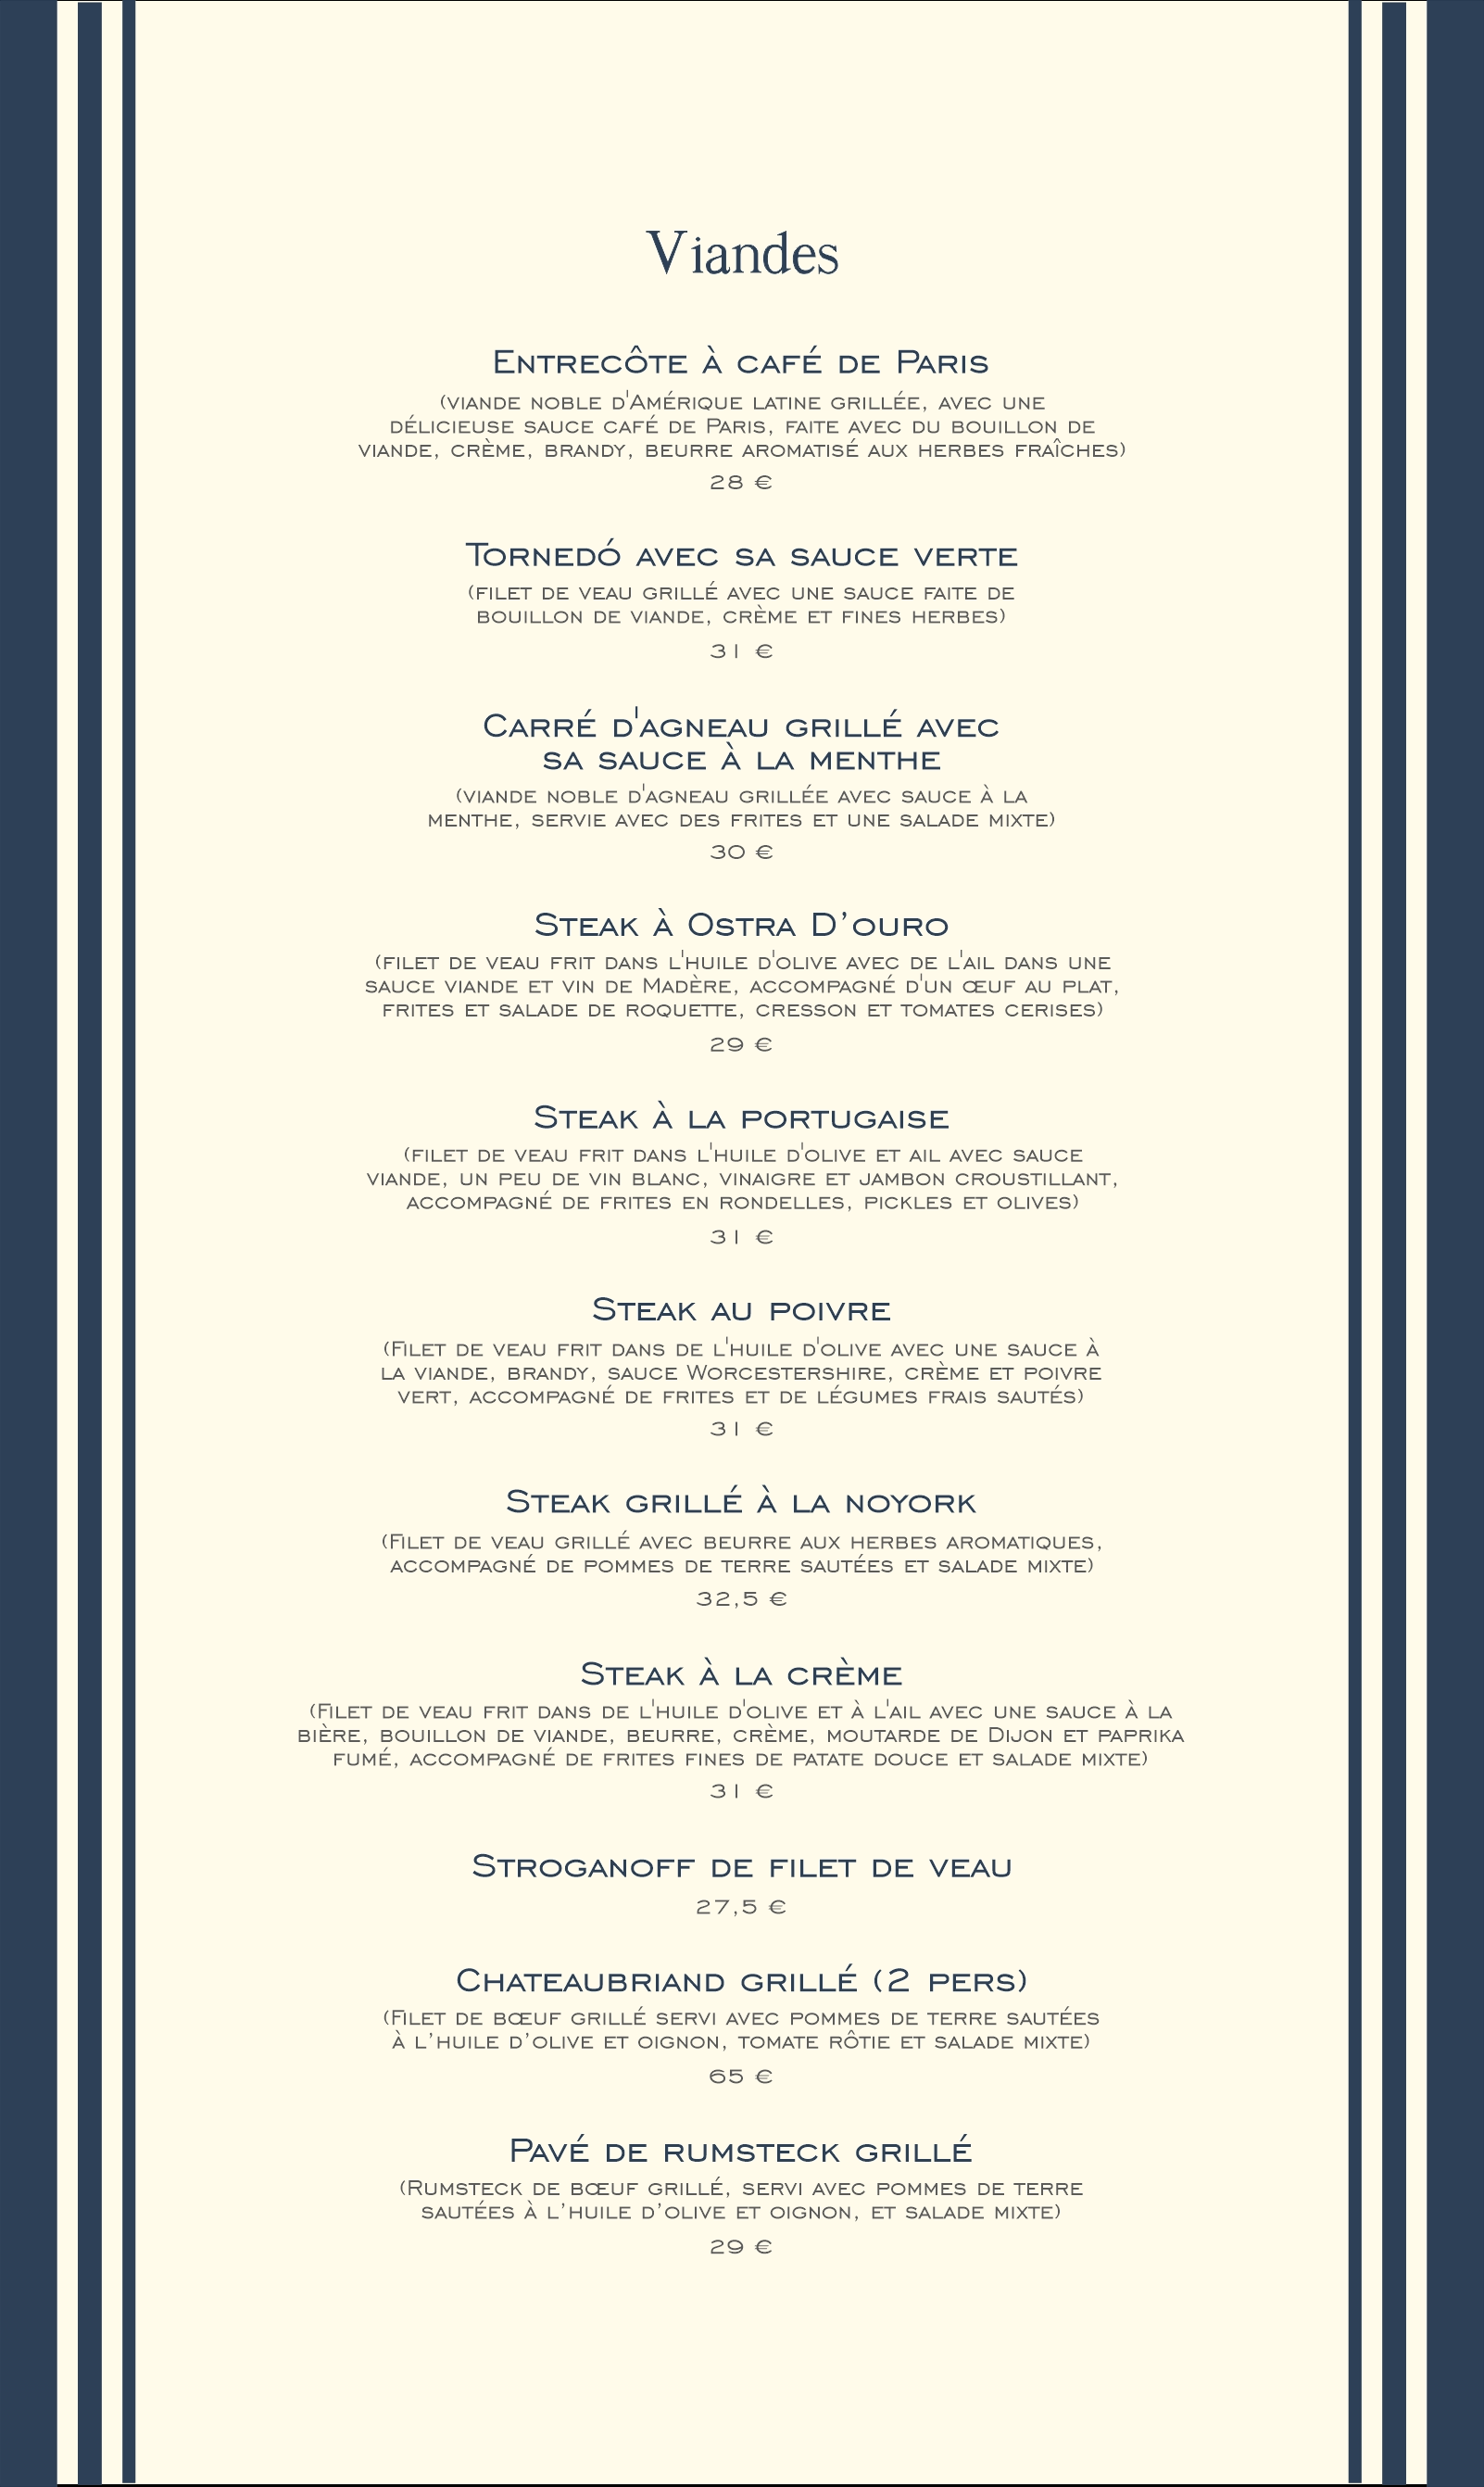 Viandes
Entrecôte à café de Paris
(viande noble d'Amérique latine grillée, avec une
délicieuse sauce café de Paris, faite avec du bouillon de
viande, crème, brandy, beurre aromatisé aux herbes fraîches)
28 €
Tornedó avec sa sauce verte
(filet de veau grillé avec une sauce faite de
bouillon de viande, crème et fines herbes)
31 €
Carré d'agneau grillé avec
sa sauce à la menthe
(viande noble d'agneau grillée avec sauce à la
menthe, servie avec des frites et une salade mixte)
30 €
Steak à Ostra D’ouro
(filet de veau frit dans l'huile d'olive avec de l'ail dans une
sauce viande et vin de Madère, accompagné d'un œuf au plat,
frites et salade de roquette, cresson et tomates cerises)
29 €
Steak à la portugaise
(filet de veau frit dans l'huile d'olive et ail avec sauce
viande, un peu de vin blanc, vinaigre et jambon croustillant,
accompagné de frites en rondelles, pickles et olives)
31 €
Steak au poivre
(Filet de veau frit dans de l'huile d'olive avec une sauce à
la viande, brandy, sauce Worcestershire, crème et poivre
vert, accompagné de frites et de légumes frais sautés)
31 €
Steak grillé à la noyork
(Filet de veau grillé avec beurre aux herbes aromatiques,
accompagné de pommes de terre sautées et salade mixte)
32,5 €
Steak à la crème
(Filet de veau frit dans de l'huile d'olive et à l'ail avec une sauce à la
bière, bouillon de viande, beurre, crème, moutarde de Dijon et paprika
fumé, accompagné de frites fines de patate douce et salade mixte)
31 €
Stroganoff de filet de veau
27,5 €
Chateaubriand grillé (2 pers)
(Filet de bœuf grillé servi avec pommes de terre sautées
à l’huile d’olive et oignon, tomate rôtie et salade mixte)
65 €
Pavé de rumsteck grillé
(Rumsteck de bœuf grillé, servi avec pommes de terre
sautées à l’huile d’olive et oignon, et salade mixte)
29 €